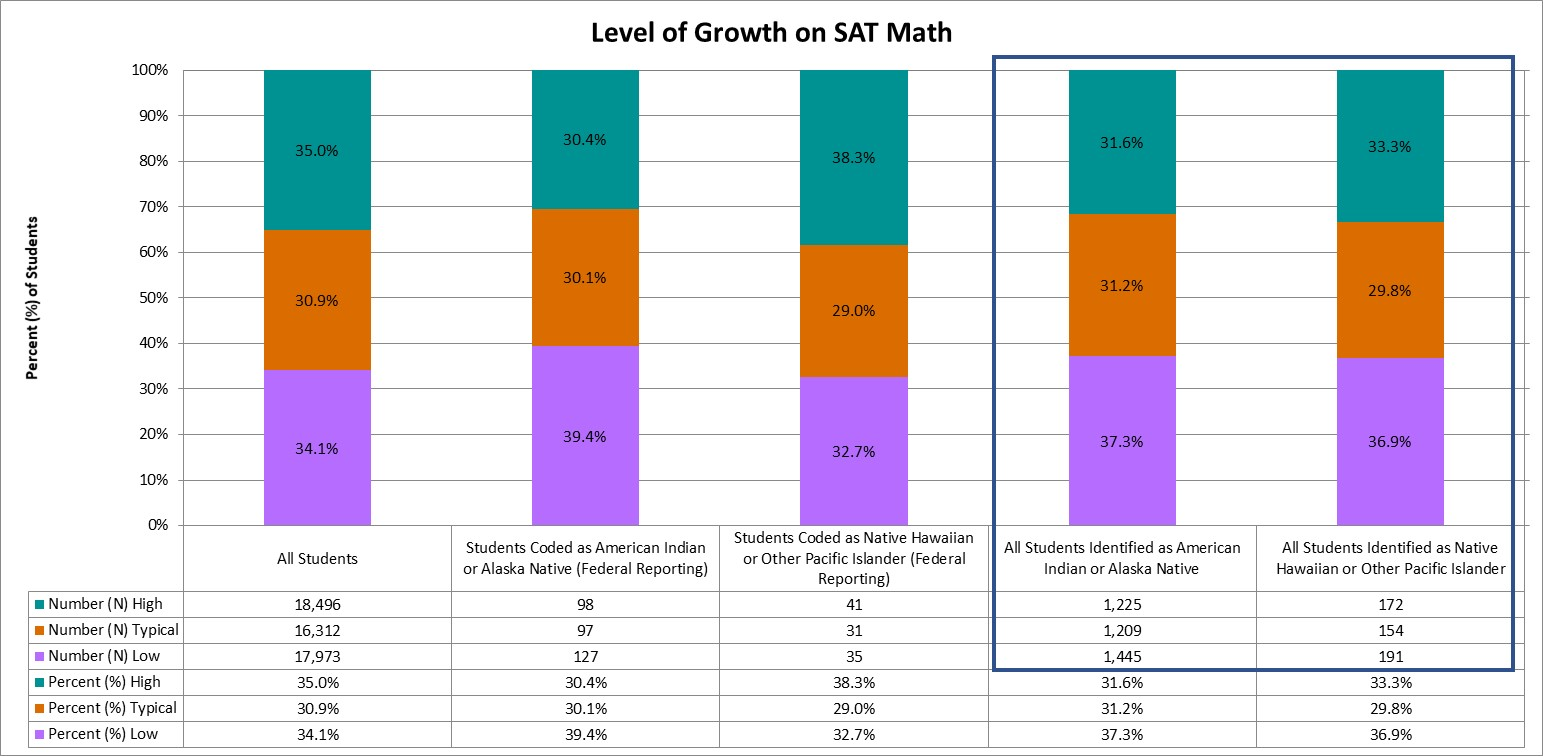 Level of Growth on SAT Math
Percent (%) of Students
100%
90%
80%
70%
60%
50%
40%
30%
20%
10%
0%
35.0%
30.9%
34.1%
30.4%
30.1%
39.4%
38.3%
29.0%
32.7%
31.6%
31.2%
37.3%
33.3%
29.8%
36.9%
All Students
Students Coded as American Indian
or Alaska Native (Federal Reporting)
Students Coded as Native Hawaiian
or Other Pacific Islander (Federal
Reporting)
All Students Identified as American
Indian or Alaska Native
All Students Identified as Native
Hawaiian or Other Pacific Islander
Number (N) High 18,496 98 41 1,225 172
Number (N) Typical 16,312 97 31 1,209 154
Number (N) Low 17,973 127 35 1,445 191
Percent (%) High 35.0% 30.4% 38.3% 31.6% 33.3%
Percent (%) Typical 30.9% 30.1% 29.0% 31.2% 29.8%
Percent (%) Low 34.1% 39.4% 32.7% 37.3% 36.9%